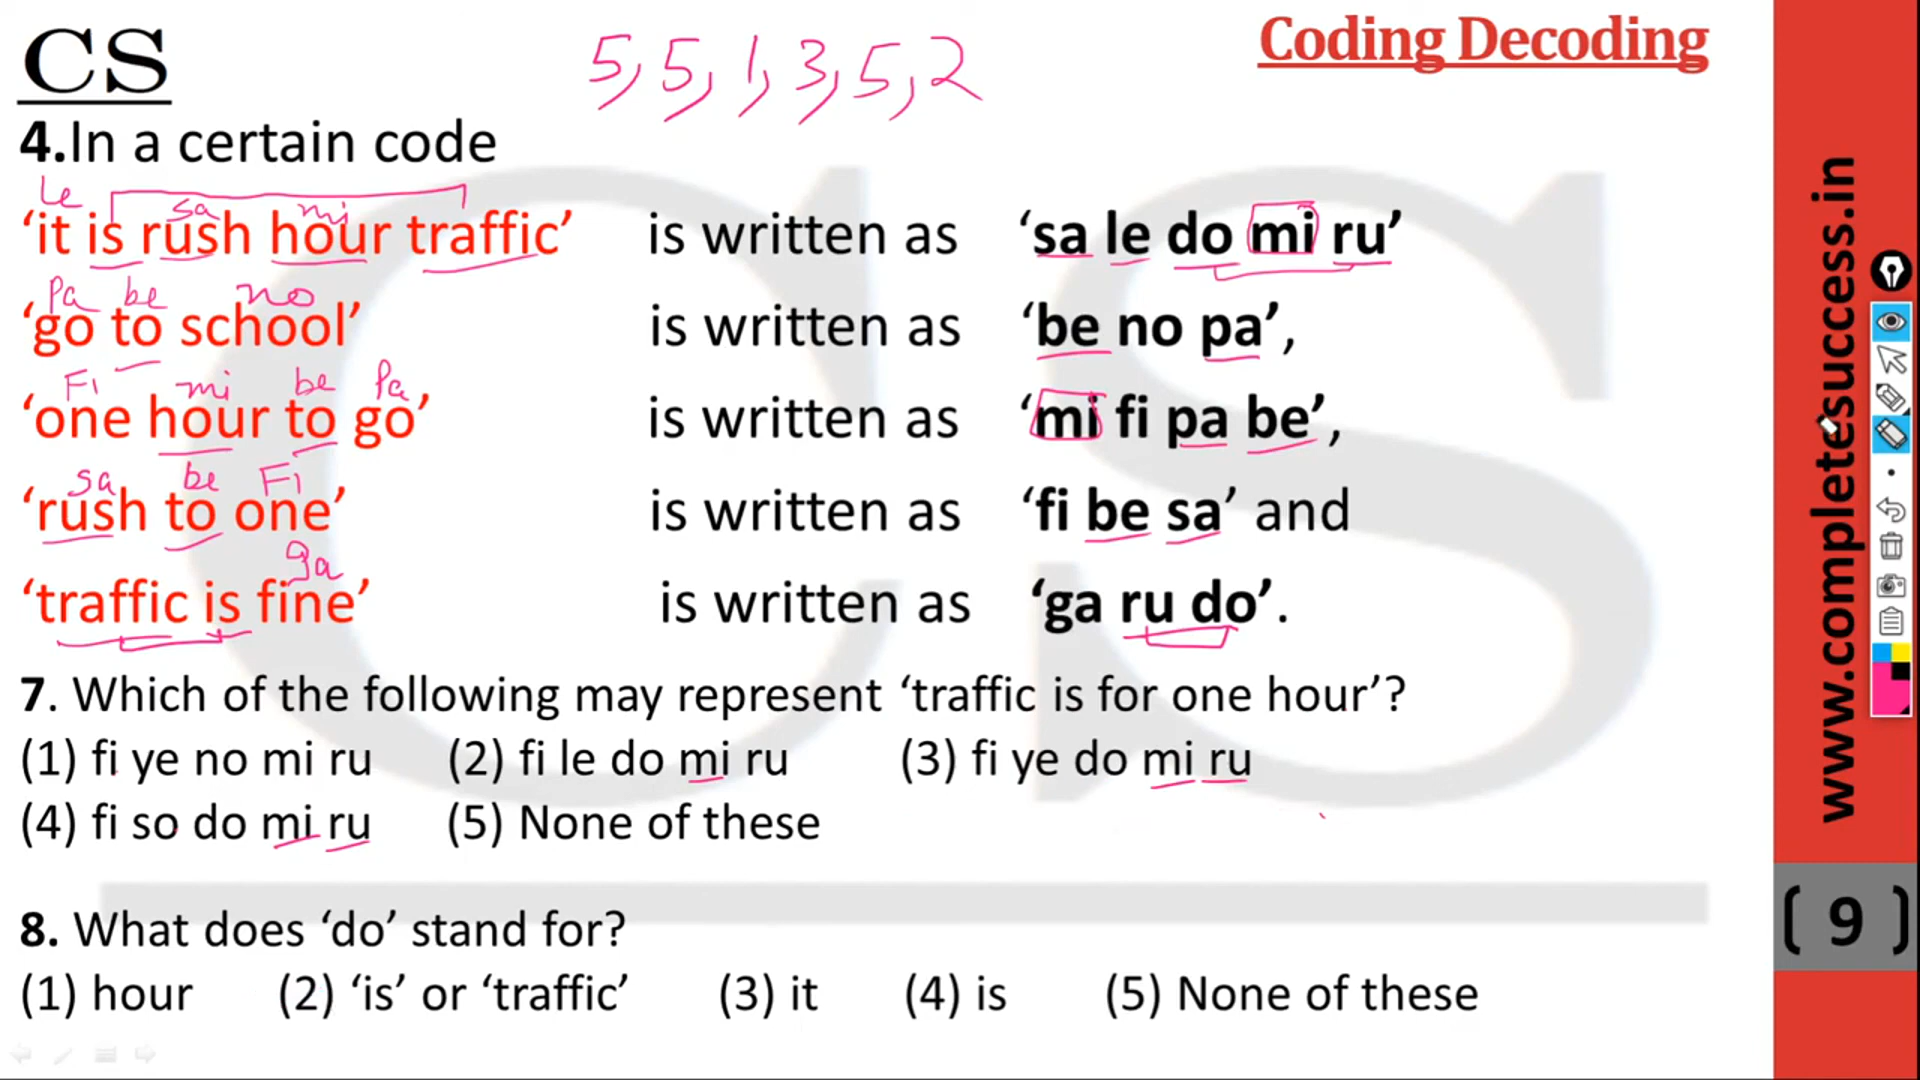 CS
5, 5, 1, 3, 5, 2
Coding Decoding
4.In a certain code
le sa mi
‘it is rush hour traffic’ is written as ‘sa le do mi ru’
Pa be no
‘go to school’ is written as ‘be no pa’,
Fi mi be Pa
‘one hour to go’ is written as ‘mi fi pa be’,
sa be Fi
‘rush to one’ is written as ‘fi be sa’ and
ga
‘traffic is fine’ is written as ‘ga ru do’.
7. Which of the following may represent ‘traffic is for one hour’?
(1) fi ye no mi ru (2) fi le do mi ru (3) fi ye do mi ru
(4) fi so do mi ru (5) None of these
8. What does ‘do’ stand for?
(1) hour (2) ‘is’ or ‘traffic’ (3) it (4) is (5) None of these
www.completesuccess.in
( 9 )